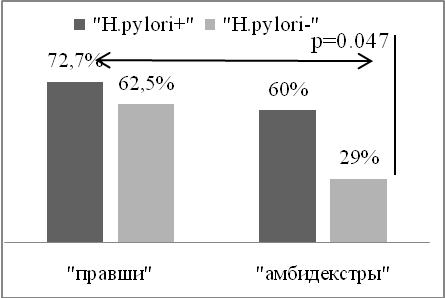 "H.pylori+" "H.pylori-"
p=0.047
72,7%
62,5%
60%
29%
"правши" "амбидекстры"